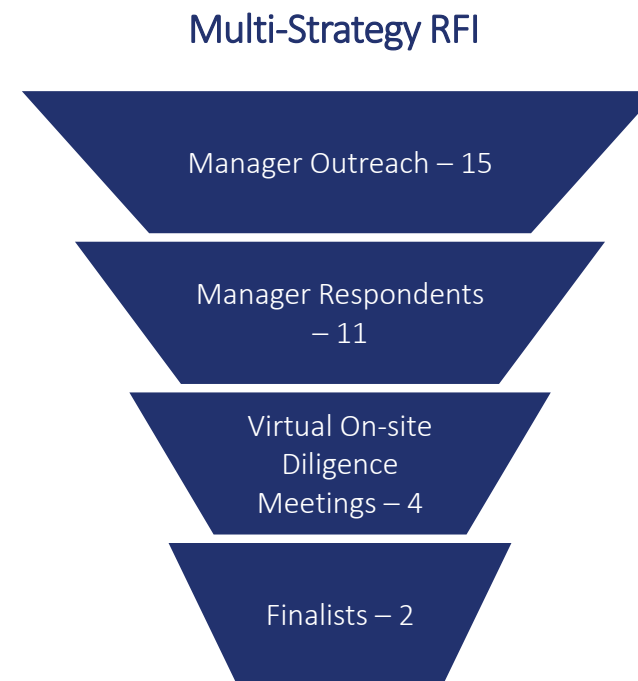 Multi-Strategy RFI
Manager Outreach – 15
Manager Respondents
– 11
Virtual On-site
Diligence
Meetings – 4
Finalists – 2